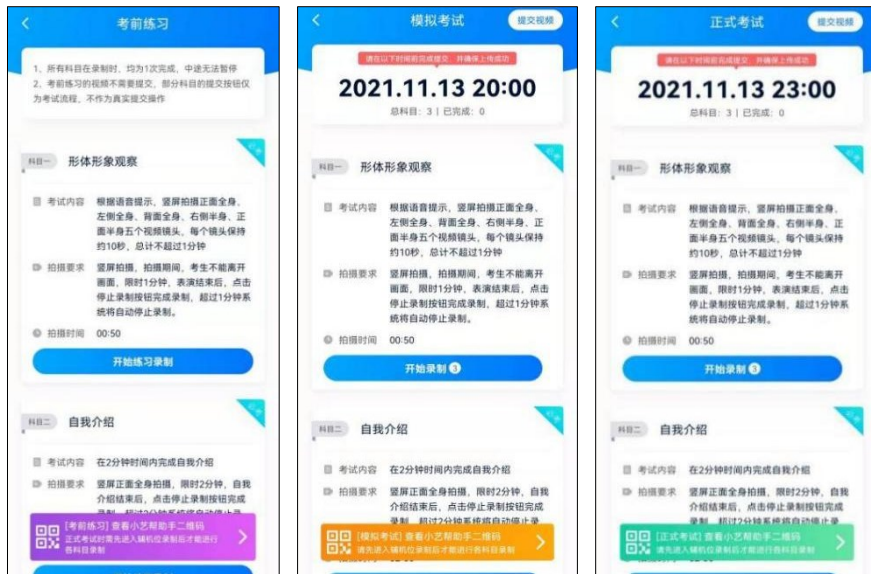 考前练习
1、所有科目在录制时，均为1次完成，中途无法暂停
2、考前练习的视频不需要提交，部分科目的提交按钮仅
为考试流程，不作为真实提交操作
必考
科目一 形体形象观察
考试内容 根据语音提示，竖屏拍摄正面全身、
左侧全身、背面全身、右侧半身、正
面半身五个视频镜头，每个镜头保持
约10秒，总计不超过1分钟
拍摄要求 竖屏拍摄，拍摄期间，考生不能离开
画面，限时1分钟，表演结束后，点击
停止录制按钮完成录制，超过1分钟系
统将自动停止录制。
拍摄时间 00:50
开始练习录制
必考
科目二 自我介绍
考试内容 在2分钟时间内完成自我介绍
拍摄要求 竖屏正面全身拍摄，限时2分钟，自我
介绍结束后，点击停止录制按钮完成
[考前练习] 查看小艺帮助手二维码
正式考试时需先进入辅机位录制后才能进行
各科目录制
模拟考试
提交视频
请在以下时间前完成提交，并确保上传成功
2021.11.13 20:00
总科目：3 | 已完成：0
必考
科目一 形体形象观察
考试内容 根据语音提示，竖屏拍摄正面全身、
左侧全身、背面全身、右侧半身、正
面半身五个视频镜头，每个镜头保持
约10秒，总计不超过1分钟
拍摄要求 竖屏拍摄，拍摄期间，考生不能离开
画面，限时1分钟，表演结束后，点击
停止录制按钮完成录制，超过1分钟系
统将自动停止录制。
拍摄时间 00:50
开始录制 3
必考
科目二 自我介绍
考试内容 在2分钟时间内完成自我介绍
拍摄要求 竖屏正面全身拍摄，限时2分钟，自我
介绍结束后，点击停止录制按钮完成
录制，超过2分钟系统将自动停止录
[模拟考试] 查看小艺帮助手二维码
请先进入辅机位录制后才能进行各科目录制
正式考试
提交视频
请在以下时间前完成提交，并确保上传成功
2021.11.13 23:00
总科目：3 | 已完成：0
必考
科目一 形体形象观察
考试内容 根据语音提示，竖屏拍摄正面全身、
左侧全身、背面全身、右侧半身、正
面半身五个视频镜头，每个镜头保持
约10秒，总计不超过1分钟
拍摄要求 竖屏拍摄，拍摄期间，考生不能离开
画面，限时1分钟，表演结束后，点击
停止录制按钮完成录制，超过1分钟系
统将自动停止录制。
拍摄时间 00:50
开始录制 3
必考
科目二 自我介绍
考试内容 在2分钟时间内完成自我介绍
拍摄要求 竖屏正面全身拍摄，限时2分钟，自我
介绍结束后，点击停止录制按钮完成
录制，超过2分钟系统将自动停止录
[正式考试] 查看小艺帮助手二维码
请先进入辅机位录制后才能进行各科目录制